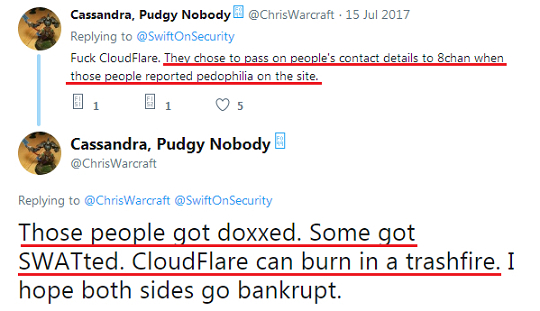 Cassandra, Pudgy Nobody @ChrisWarcraft · 15 Jul 2017
Replying to @SwiftOnSecurity
Fuck CloudFlare. They chose to pass on people's contact details to 8chan when
those people reported pedophilia on the site.
1 1 5
Cassandra, Pudgy Nobody
@ChrisWarcraft
Replying to @ChrisWarcraft @SwiftOnSecurity
Those people got doxxed. Some got
SWATted. CloudFlare can burn in a trashfire. I
hope both sides go bankrupt.